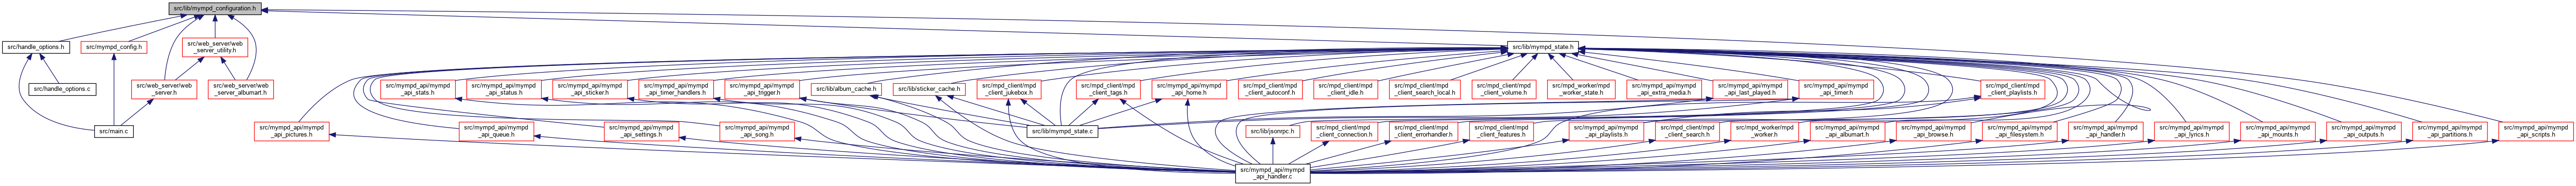 src/lib/mympd_configuration.h
src/handle_options.h
src/mympd_config.h
src/web_server/web
_server_utility.h
src/lib/mympd_state.h
src/handle_options.c
src/web_server/web
_server.h
src/web_server/web
_server_albumart.h
src/mympd_api/mympd
_api_stats.h
src/mympd_api/mympd
_api_status.h
src/mympd_api/mympd
_api_sticker.h
src/mympd_api/mympd
_api_timer_handlers.h
src/mympd_api/mympd
_api_trigger.h
src/lib/album_cache.h
src/lib/sticker_cache.h
src/mpd_client/mpd
_client_jukebox.h
src/mpd_client/mpd
_client_tags.h
src/mympd_api/mympd
_api_home.h
src/mpd_client/mpd
_client_autoconf.h
src/mpd_client/mpd
_client_idle.h
src/mpd_client/mpd
_client_search_local.h
src/mpd_client/mpd
_client_volume.h
src/mpd_worker/mpd
_worker_state.h
src/mympd_api/mympd
_api_extra_media.h
src/mympd_api/mympd
_api_last_played.h
src/mympd_api/mympd
_api_timer.h
src/mpd_client/mpd
_client_playlists.h
src/main.c
src/mympd_api/mympd
_api_pictures.h
src/mympd_api/mympd
_api_queue.h
src/mympd_api/mympd
_api_settings.h
src/mympd_api/mympd
_api_song.h
src/lib/mympd_state.c
src/lib/jsonrpc.h
src/mpd_client/mpd
_client_connection.h
src/mpd_client/mpd
_client_errorhandler.h
src/mpd_client/mpd
_client_features.h
src/mympd_api/mympd
_api_playlists.h
src/mpd_client/mpd
_client_search.h
src/mpd_worker/mpd
_worker.h
src/mympd_api/mympd
_api_albumart.h
src/mympd_api/mympd
_api_browse.h
src/mympd_api/mympd
_api_filesystem.h
src/mympd_api/mympd
_api_handler.h
src/mympd_api/mympd
_api_lyrics.h
src/mympd_api/mympd
_api_mounts.h
src/mympd_api/mympd
_api_outputs.h
src/mympd_api/mympd
_api_partitions.h
src/mympd_api/mympd
_api_scripts.h
src/mympd_api/mympd
_api_handler.c